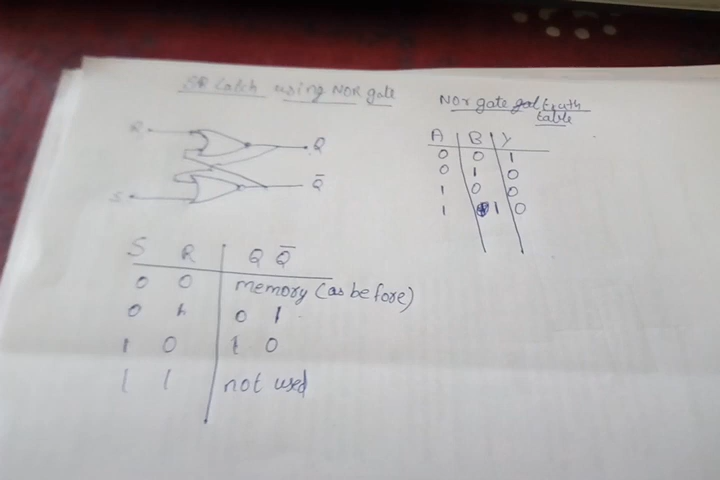 SR Latch using NOR gate
R
Q
S
Q̅
S R Q Q̅
0 0 memory (as before)
0 1 0 1
1 0 1 0
1 1 not used
Nor gate truth
table
A B Y
0 0 1
0 1 0
1 0 0
1 1 0